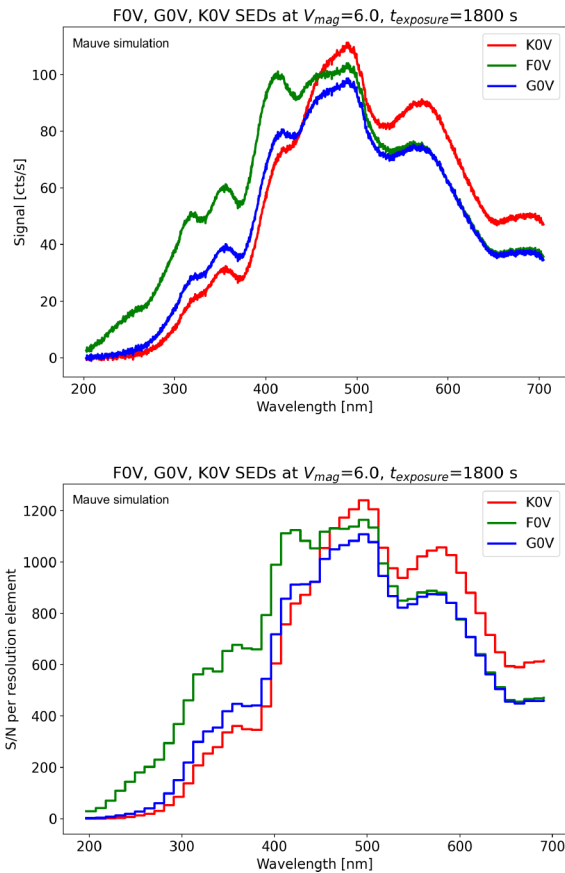 F0V, G0V, K0V SEDs at V_mag=6.0, t_exposure=1800 s
Mauve simulation
K0V
F0V
G0V
Signal [cts/s]
100
80
60
40
20
0
200 300 400 500 600 700
Wavelength [nm]
F0V, G0V, K0V SEDs at V_mag=6.0, t_exposure=1800 s
Mauve simulation
K0V
F0V
G0V
S/N per resolution element
1200
1000
800
600
400
200
0
200 300 400 500 600 700
Wavelength [nm]